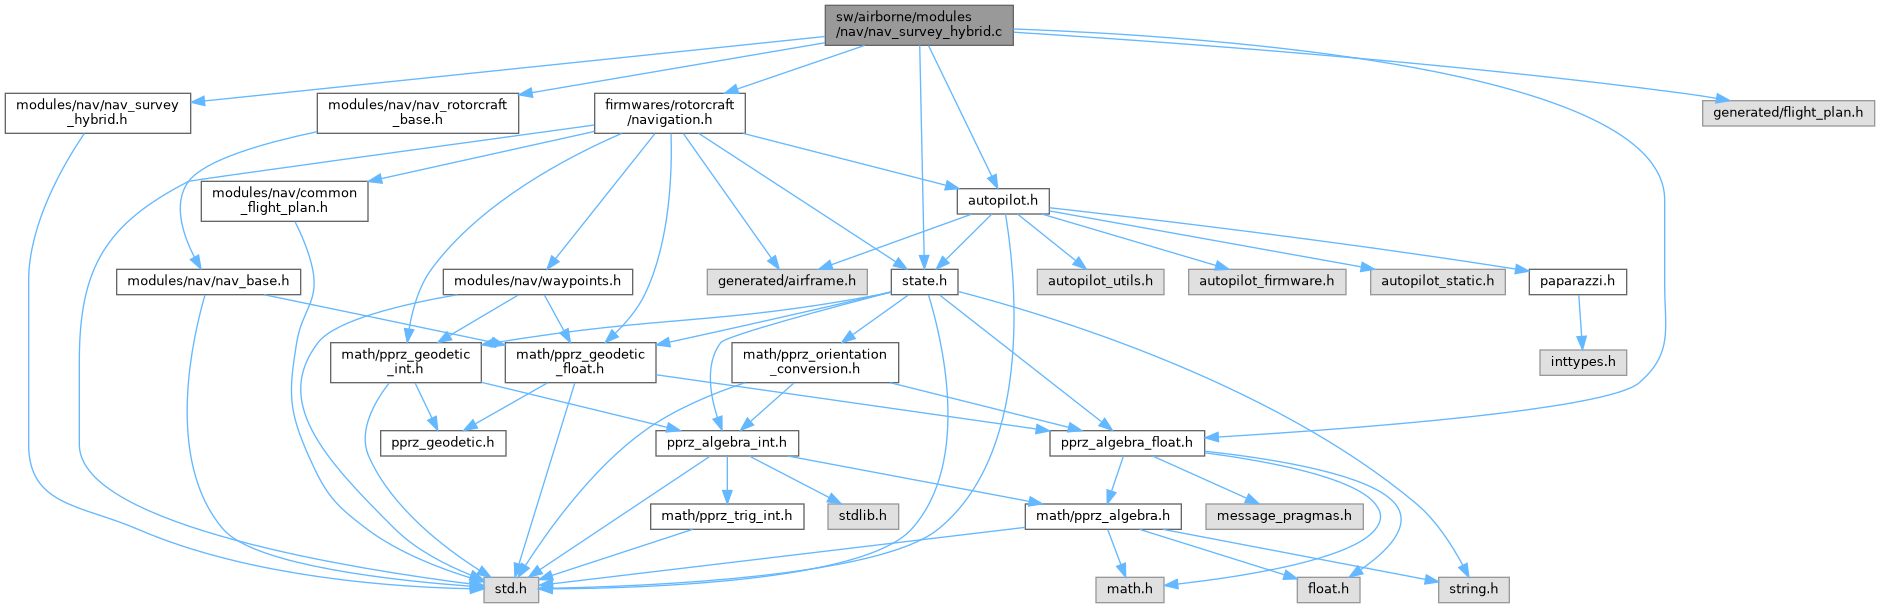 sw/airborne/modules
/nav/nav_survey_hybrid.c
modules/nav/nav_survey
_hybrid.h
modules/nav/nav_rotorcraft
_base.h
firmwares/rotorcraft
/navigation.h
generated/flight_plan.h
modules/nav/common
_flight_plan.h
autopilot.h
modules/nav/nav_base.h
modules/nav/waypoints.h
generated/airframe.h
state.h
autopilot_utils.h
autopilot_firmware.h
autopilot_static.h
paparazzi.h
math/pprz_geodetic
_int.h
math/pprz_geodetic
_float.h
math/pprz_orientation
_conversion.h
inttypes.h
pprz_geodetic.h
pprz_algebra_int.h
pprz_algebra_float.h
math/pprz_trig_int.h
stdlib.h
math/pprz_algebra.h
message_pragmas.h
std.h
math.h
float.h
string.h